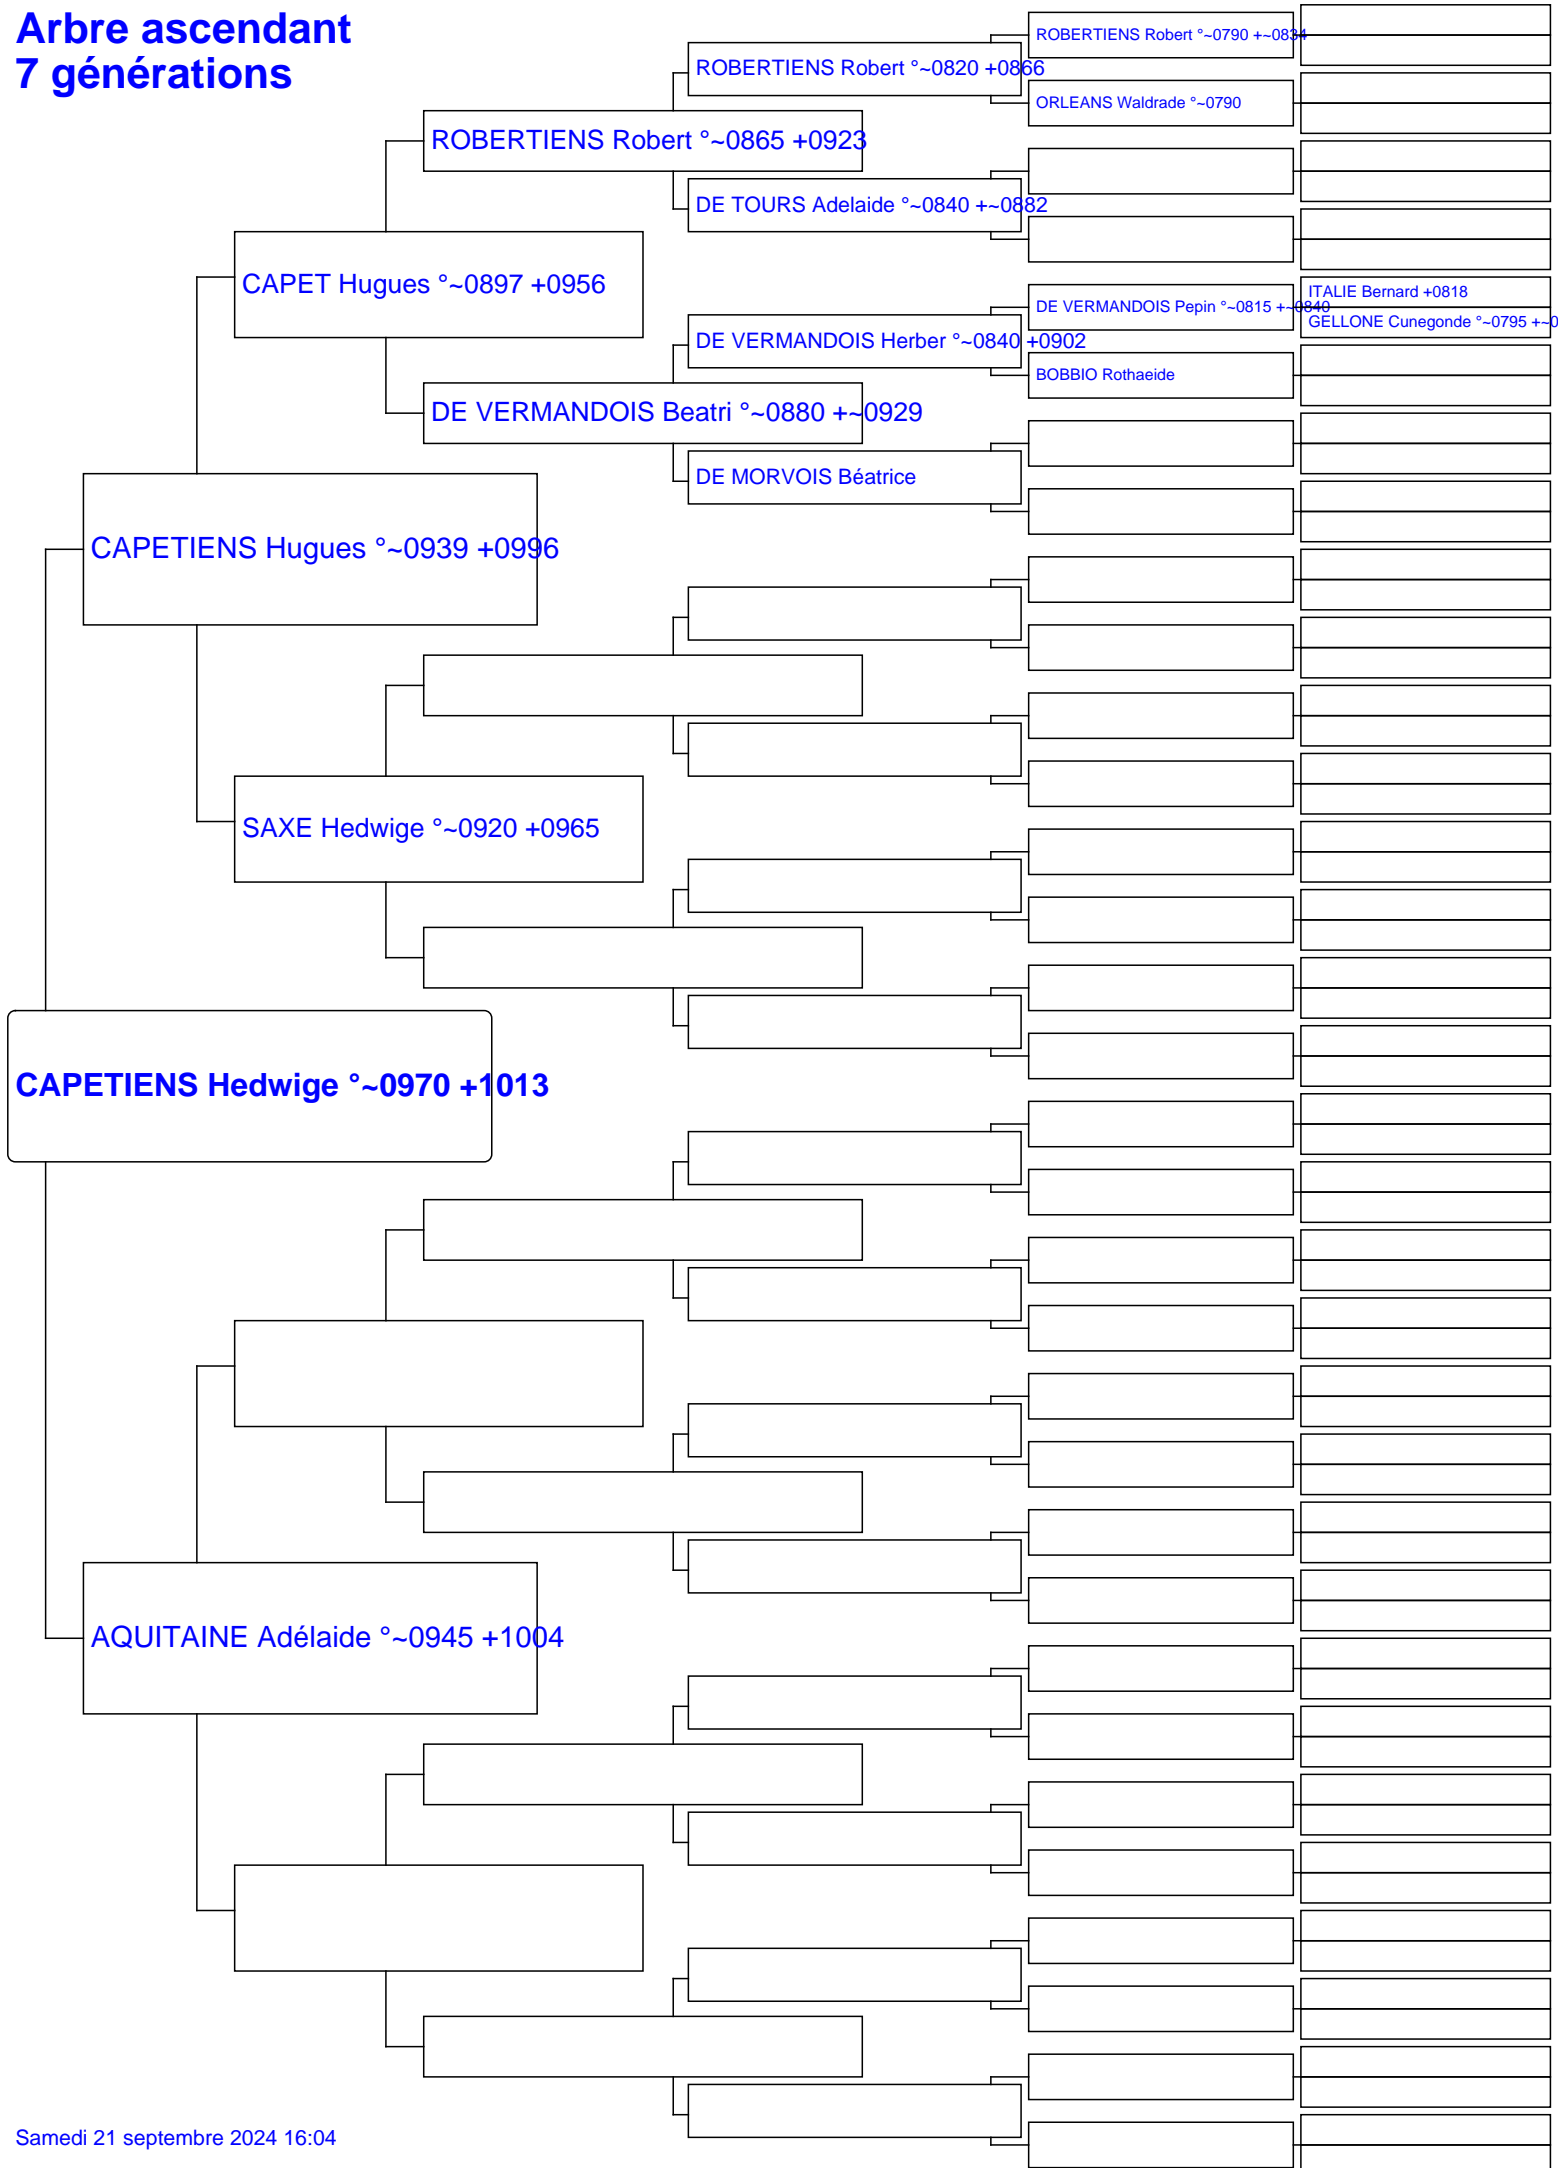 Arbre ascendant
7 générations
ROBERTIENS Robert °~0790 +~0834
ROBERTIENS Robert °~0820 +0866
ORLEANS Waldrade °~0790
ROBERTIENS Robert °~0865 +0923
DE TOURS Adelaide °~0840 +~0882
CAPET Hugues °~0897 +0956
ITALIE Bernard +0818
DE VERMANDOIS Pepin °~0815 +~0840
GELLONE Cunegonde °~0795 +~0
DE VERMANDOIS Herber °~0840 +0902
BOBBIO Rothaeide
DE VERMANDOIS Beatri °~0880 +~0929
DE MORVOIS Béatrice
CAPETIENS Hugues °~0939 +0996
SAXE Hedwige °~0920 +0965
CAPETIENS Hedwige °~0970 +1013
AQUITAINE Adélaide °~0945 +1004
Samedi 21 septembre 2024 16:04